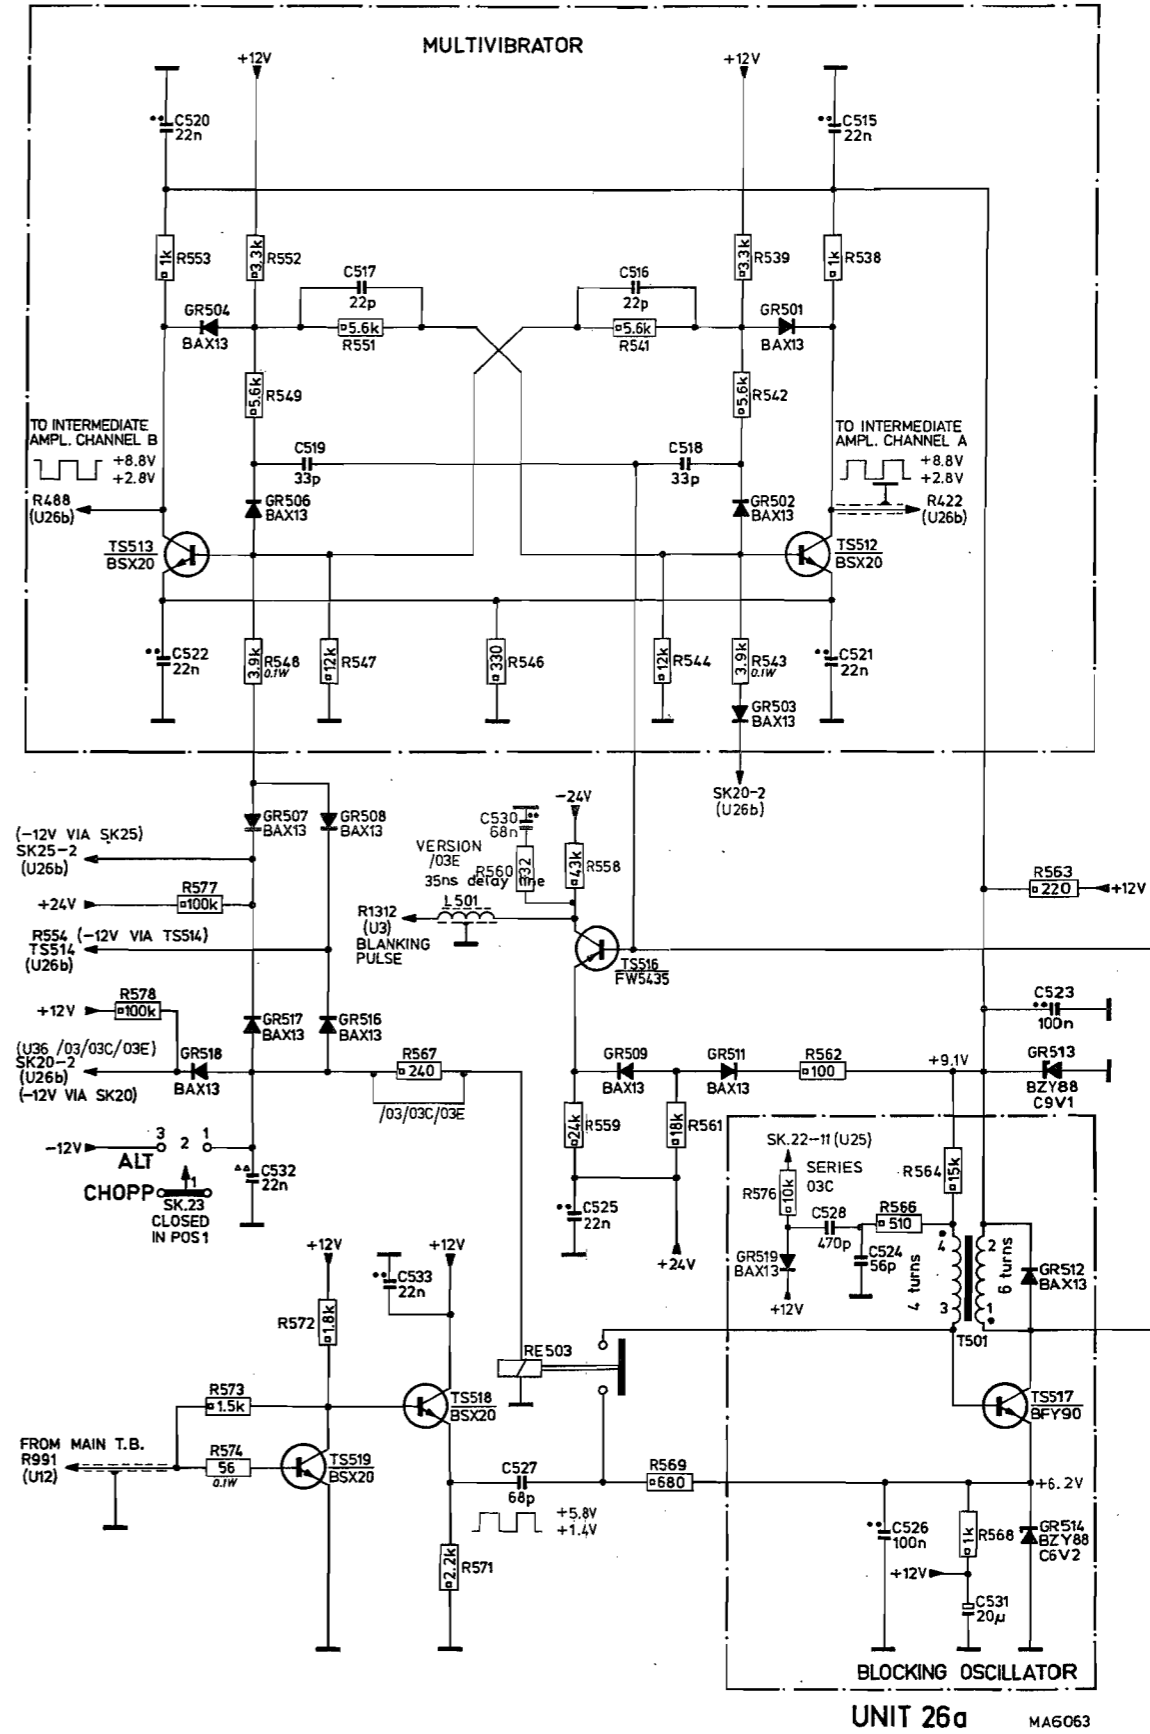 MULTIVIBRATOR
+12V
+12V
C520
22n
C515
22n
1k
R553
3.3k
R552
3.3k
R539
1k
R538
C517
22p
C516
22p
GR504
BAX13
5.6k
R551
5.6k
R541
GR501
BAX13
5.6k
R549
5.6k
R542
TO INTERMEDIATE
AMPL. CHANNEL B
+8.8V
+2.8V
R488
(U26b)
C519
33p
C518
33p
TO INTERMEDIATE
AMPL. CHANNEL A
+8.8V
+2.8V
R422
(U26b)
GR506
BAX13
GR502
BAX13
TS513
BSX20
TS512
BSX20
C522
22n
3.9k
R548
0.1W
12k
R547
330
R546
12k
R544
3.9k
R543
0.1W
C521
22n
GR503
BAX13
SK20-2
(U26b)
GR507
BAX13
GR508
BAX13
(-12V VIA SK25)
SK25-2
(U26b)
R577
100k
+24V
R554 (-12V VIA TS514)
TS514
(U26b)
-24V
C530
68n
VERSION
/03E
35ns delay line
R560
332
43k
R558
L501
R1312
(U3)
BLANKING
PULSE
TS516
FW5435
R563
220
+12V
R578
100k
+12V
GR517
BAX13
GR516
BAX13
C523
100n
(U36 /03/03C/03E)
SK20-2
(U26b)
(-12V VIA SK20)
GR518
BAX13
R567
240
/03/03C/03E
GR509
BAX13
GR511
BAX13
R562
100
+9.1V
GR513
BZY88
C9V1
24k
R559
18k
R561
-12V
3 2 1
ALT
CHOPP
1
SK.23
CLOSED
IN POS1
C532
22n
C525
22n
+24V
SK.22-11 (U25)
R576
10k
SERIES
03C
C528
470p
R566
510
R564
15k
C524
56p
GR519
BAX13
+12V
4 turns
4
3
2
1
6 turns
T501
GR512
BAX13
+12V
+12V
C533
22n
R572
1.8k
RE503
TS518
BSX20
TS517
BFY90
R573
1.5k
FROM MAIN T.B.
R991
(U12)
R574
56
0.1W
TS519
BSX20
C527
68p
+5.8V
+1.4V
R569
680
+6.2V
2.2k
R571
C526
100n
1k
R568
GR514
BZY88
C6V2
+12V
C531
20µ
BLOCKING OSCILLATOR
UNIT 26a
MA6063